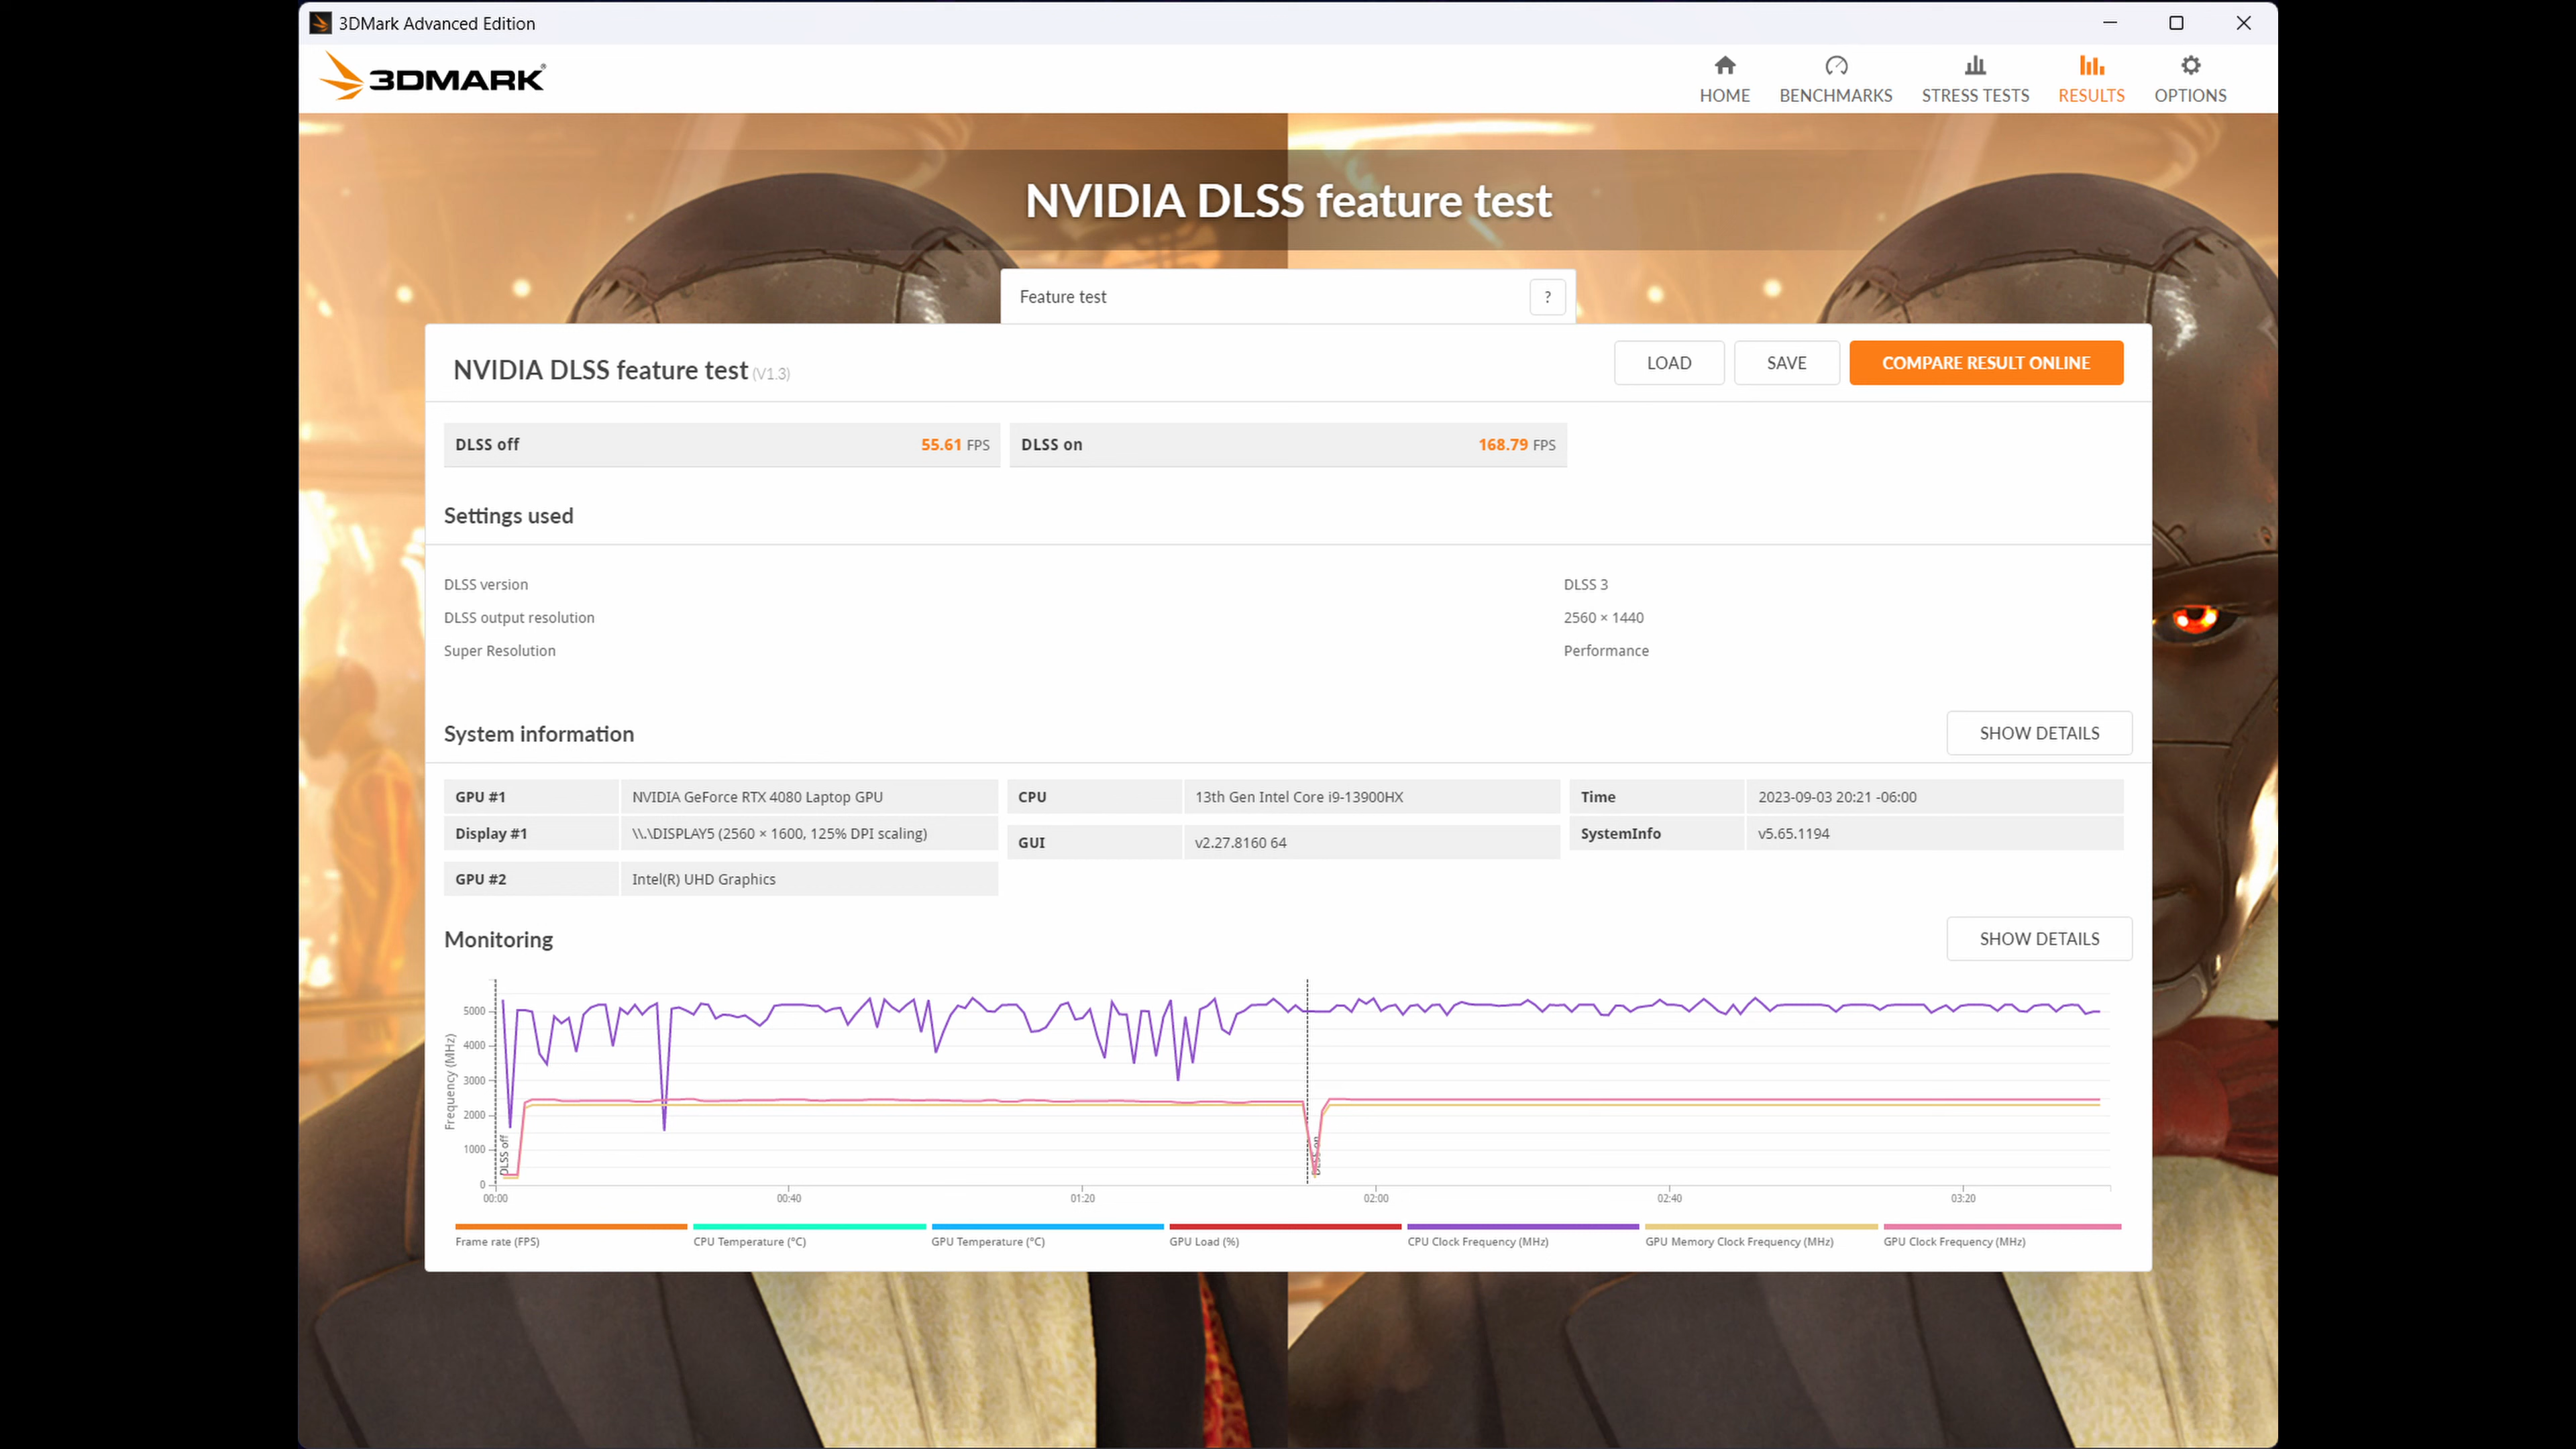 3DMark Advanced Edition
3DMARK®
HOME BENCHMARKS STRESS TESTS RESULTS OPTIONS
NVIDIA DLSS feature test
Feature test ?
NVIDIA DLSS feature test (V1.3)
LOAD SAVE COMPARE RESULT ONLINE
DLSS off 55.61 FPS DLSS on 168.79 FPS
Settings used
DLSS version DLSS 3
DLSS output resolution 2560 × 1440
Super Resolution Performance
System information SHOW DETAILS
GPU #1 NVIDIA GeForce RTX 4080 Laptop GPU CPU 13th Gen Intel Core i9-13900HX Time 2023-09-03 20:21 -06:00
Display #1 \\.\DISPLAY5 (2560 × 1600, 125% DPI scaling) GUI v2.27.8160 64 SystemInfo v5.65.1194
GPU #2 Intel(R) UHD Graphics
Monitoring SHOW DETAILS
Frequency (MHz)
5000
4000
3000
2000
1000
0
DLSS off
DLSS on
00:00 00:40 01:20 02:00 02:40 03:20
Frame rate (FPS) CPU Temperature (°C) GPU Temperature (°C) GPU Load (%) CPU Clock Frequency (MHz) GPU Memory Clock Frequency (MHz) GPU Clock Frequency (MHz)